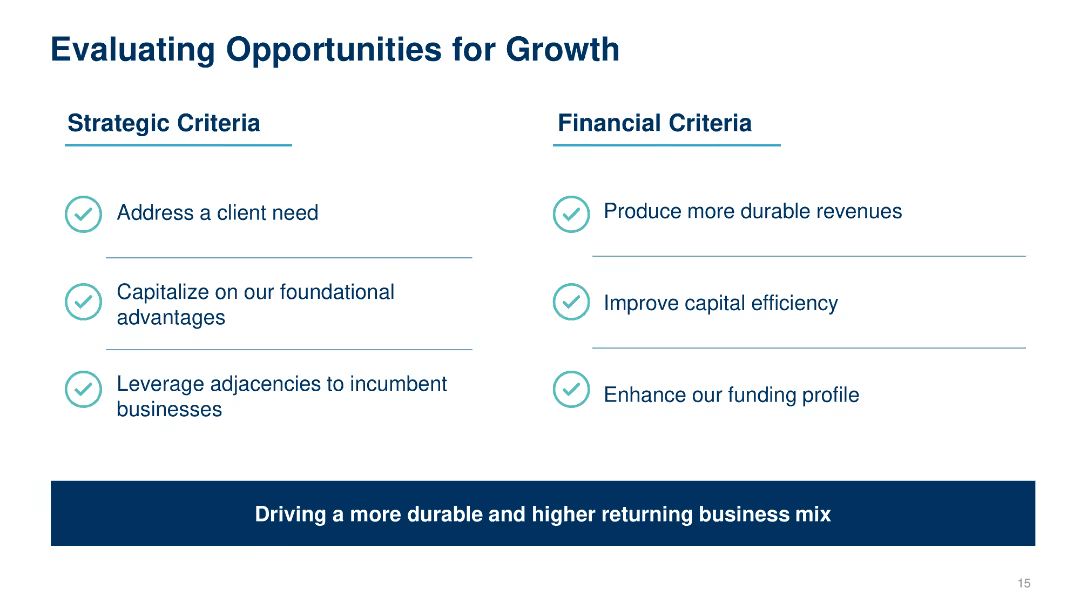 Evaluating Opportunities for Growth
Strategic Criteria
Address a client need
Capitalize on our foundational
advantages
Leverage adjacencies to incumbent
businesses
Financial Criteria
Produce more durable revenues
Improve capital efficiency
Enhance our funding profile
Driving a more durable and higher returning business mix
15